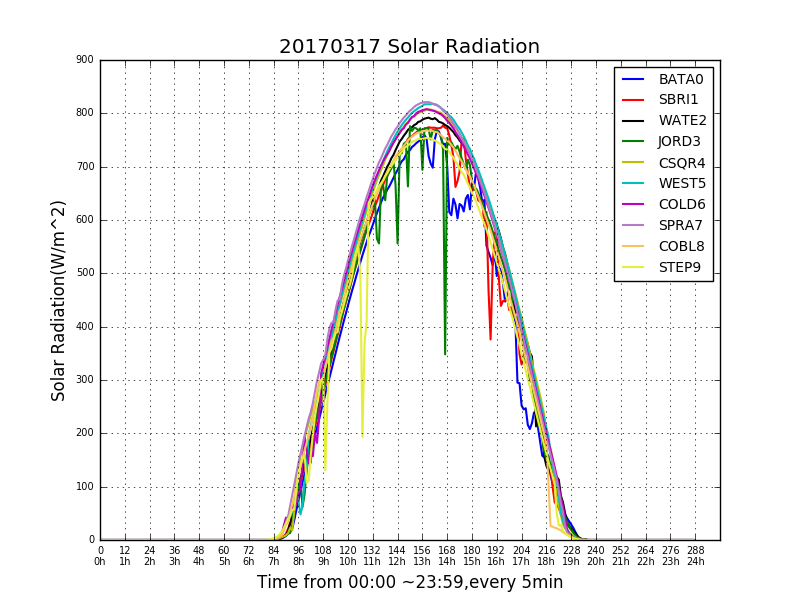 20170317 Solar Radiation
900
800
700
600
500
400
300
200
100
0
Solar Radiation(W/m^2)
BATA0
SBRI1
WATE2
JORD3
CSQR4
WEST5
COLD6
SPRA7
COBL8
STEP9
0 12 24 36 48 60 72 84 96 108 120 132 144 156 168 180 192 204 216 228 240 252 264 276 288
0h 1h 2h 3h 4h 5h 6h 7h 8h 9h 10h 11h 12h 13h 14h 15h 16h 17h 18h 19h 20h 21h 22h 23h 24h
Time from 00:00 ~23:59,every 5min